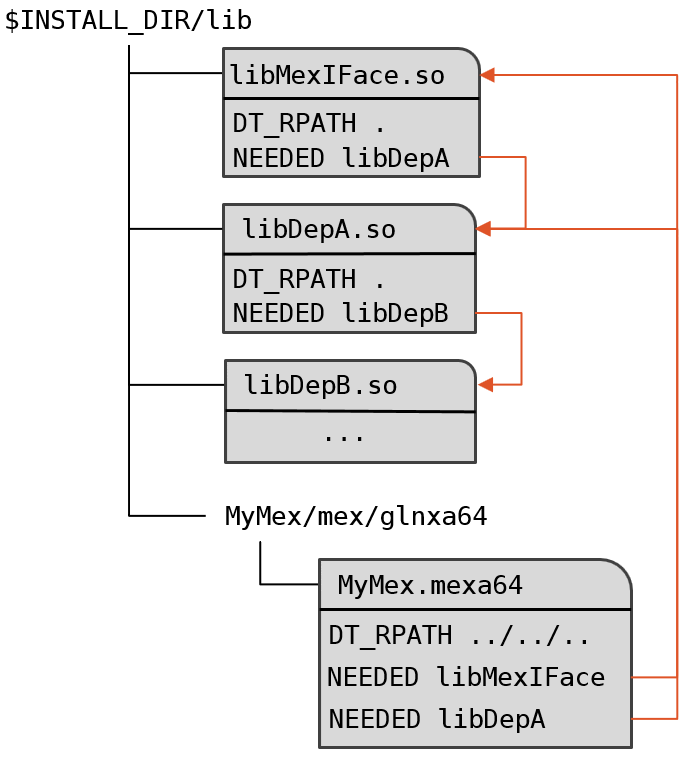 $INSTALL_DIR/lib
libMexIFace.so
DT_RPATH .
NEEDED libDepA
libDepA.so
DT_RPATH .
NEEDED libDepB
libDepB.so
...
MyMex/mex/glnxa64
MyMex.mexa64
DT_RPATH ../../..
NEEDED libMexIFace
NEEDED libDepA